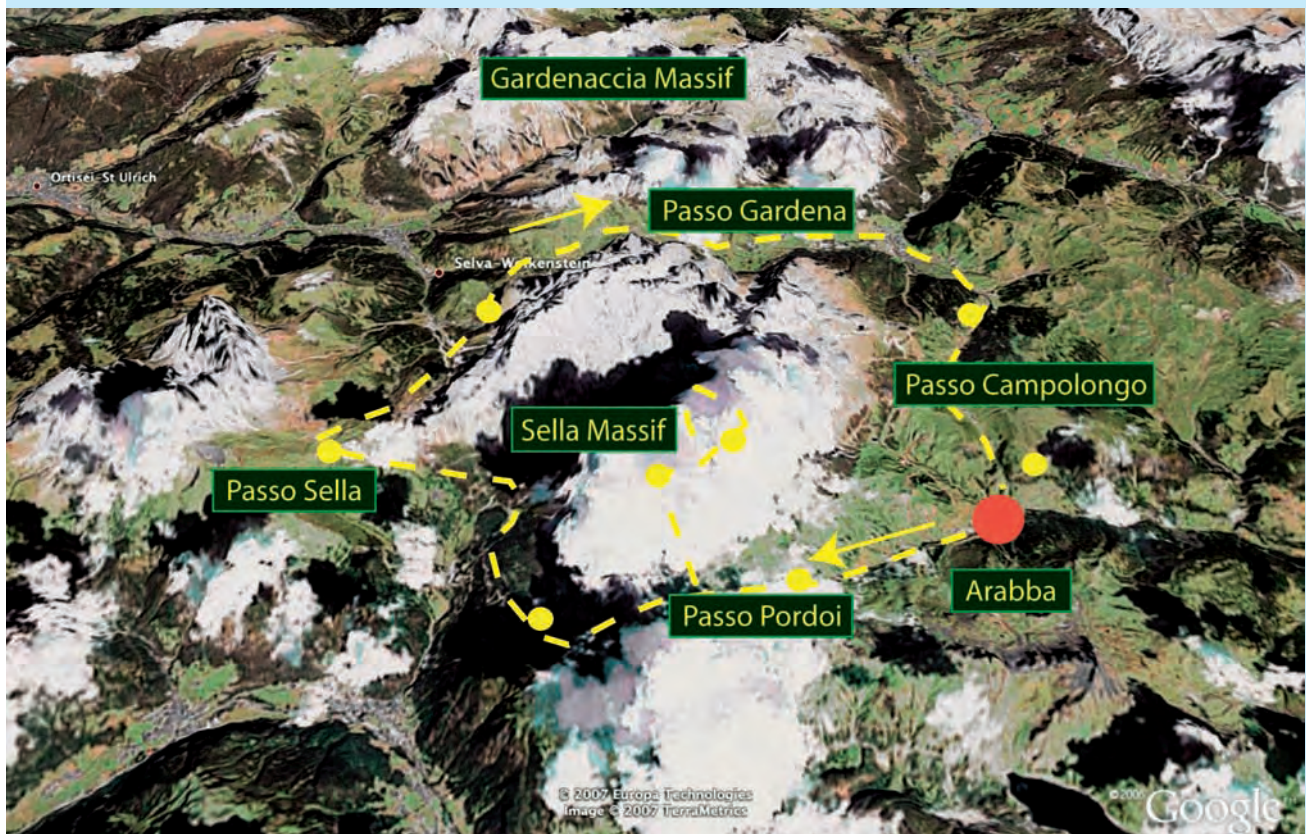 Gardenaccia Massif
Ortisei-St Ulrich
Passo Gardena
Selva-Wolkenstein
Passo Campolongo
Sella Massif
Passo Sella
Arabba
Passo Pordoi
© 2007 Europa Technologies
Image © 2007 TerraMetrics
©2006 Google